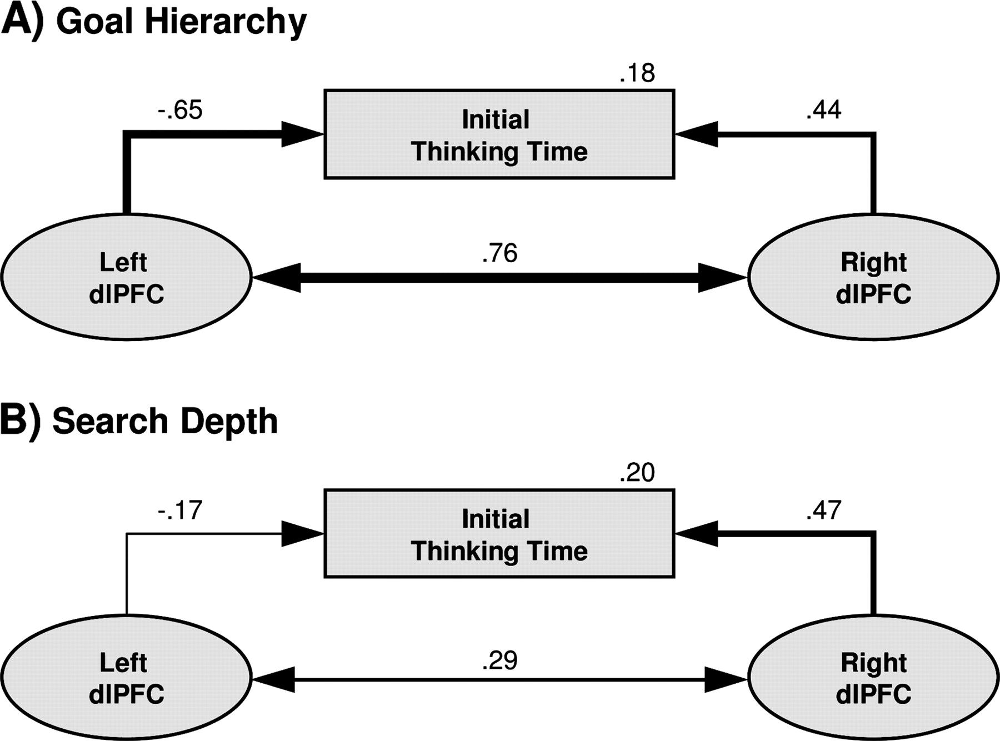 A) Goal Hierarchy
.18
-.65
Initial
Thinking Time
.44
.76
Left
dlPFC
Right
dlPFC
B) Search Depth
.20
-.17
Initial
Thinking Time
.47
.29
Left
dlPFC
Right
dlPFC